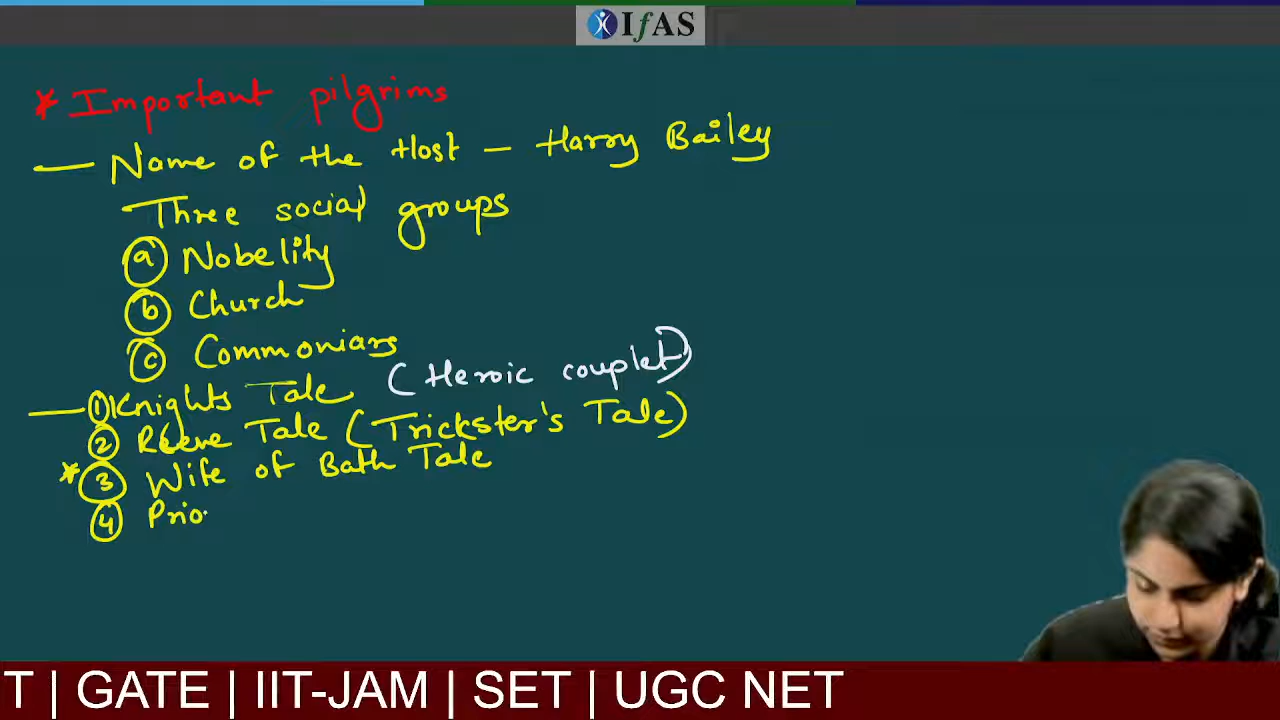 IfAS
* Important pilgrims
— Name of the Host - Harry Bailey
Three social groups
(a) Nobelity
(b) Church
(c) Commoniars
— (1) Knights Tale (Heroic couplet)
(2) Reeve Tale (Trickster's Tale)
* (3) Wife of Bath Tale
(4) Prio
T | GATE | IIT-JAM | SET | UGC NET